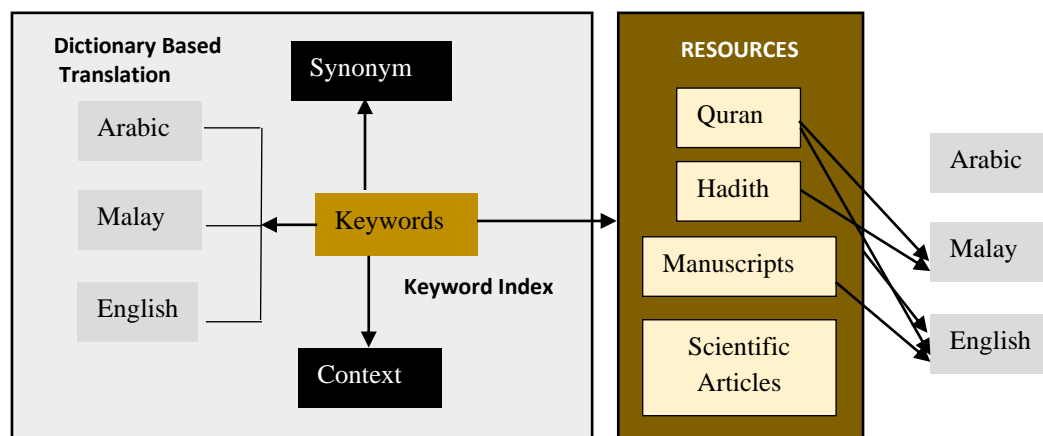 Dictionary Based
Translation
Synonym
Arabic
Malay
Keywords
Keyword Index
English
Context
RESOURCES
Quran
Hadith
Manuscripts
Scientific
Articles
Arabic
Malay
English